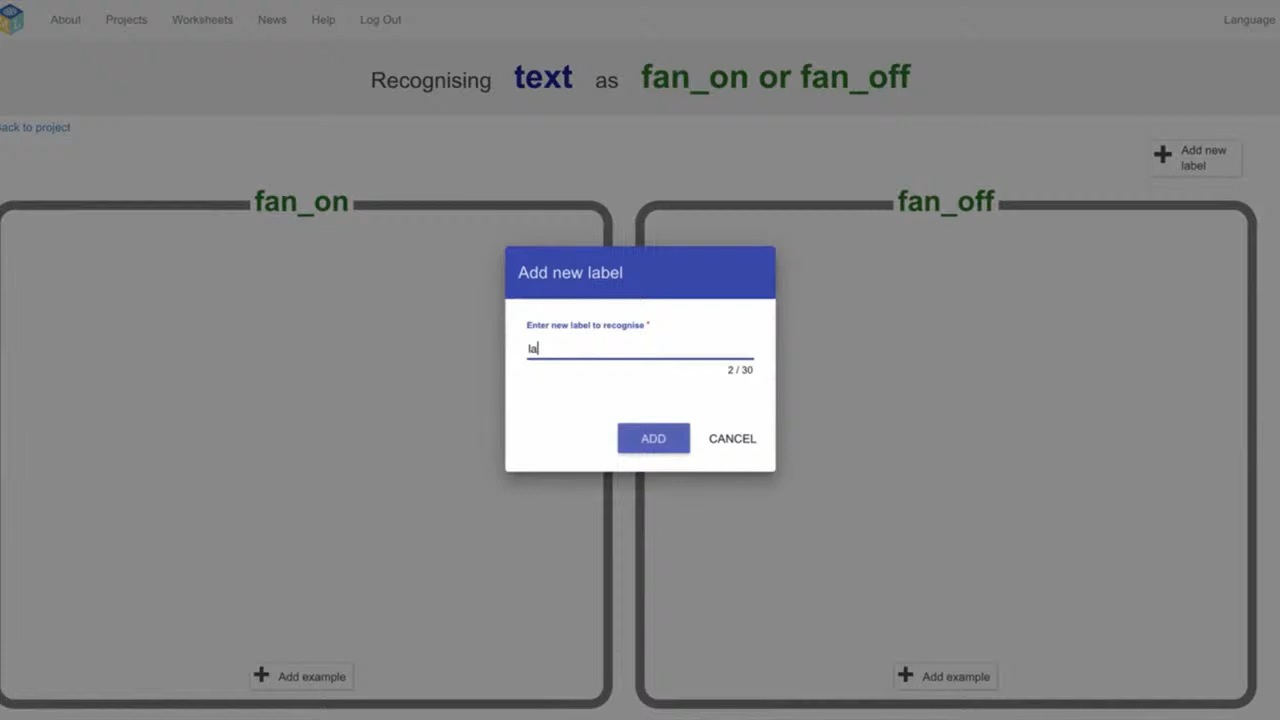 About Projects Worksheets News Help Log Out Language
Recognising text as fan_on or fan_off
ack to project
Add new
label
fan_on fan_off
Add new label
Enter new label to recognise *
la
2 / 30
ADD CANCEL
Add example Add example